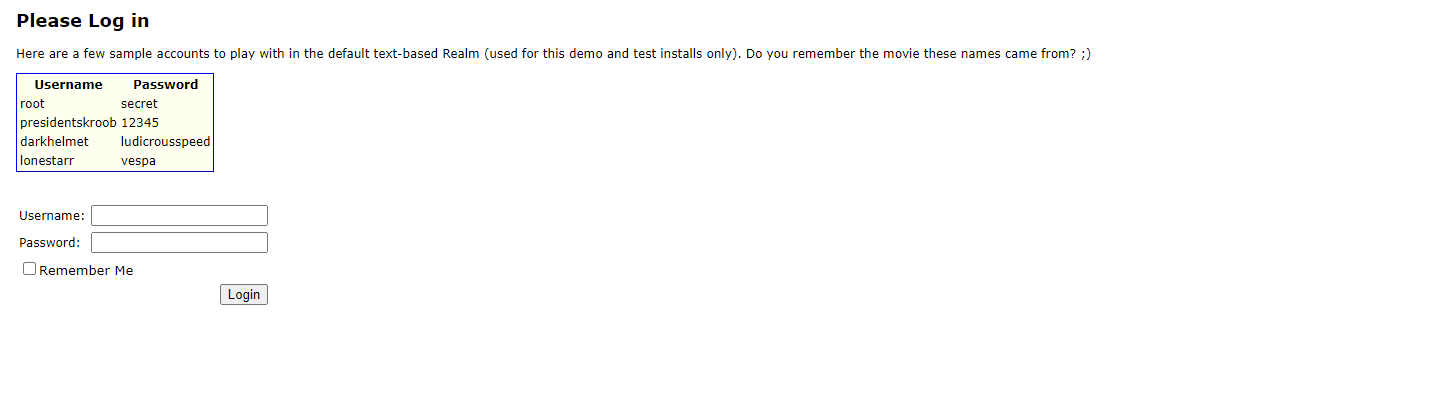 Please Log in
Here are a few sample accounts to play with in the default text-based Realm (used for this demo and test installs only). Do you remember the movie these names came from? ;)
Username Password
root secret
presidentskroob 12345
darkhelmet ludicrousspeed
lonestarr vespa
Username:
Password:
Remember Me
Login